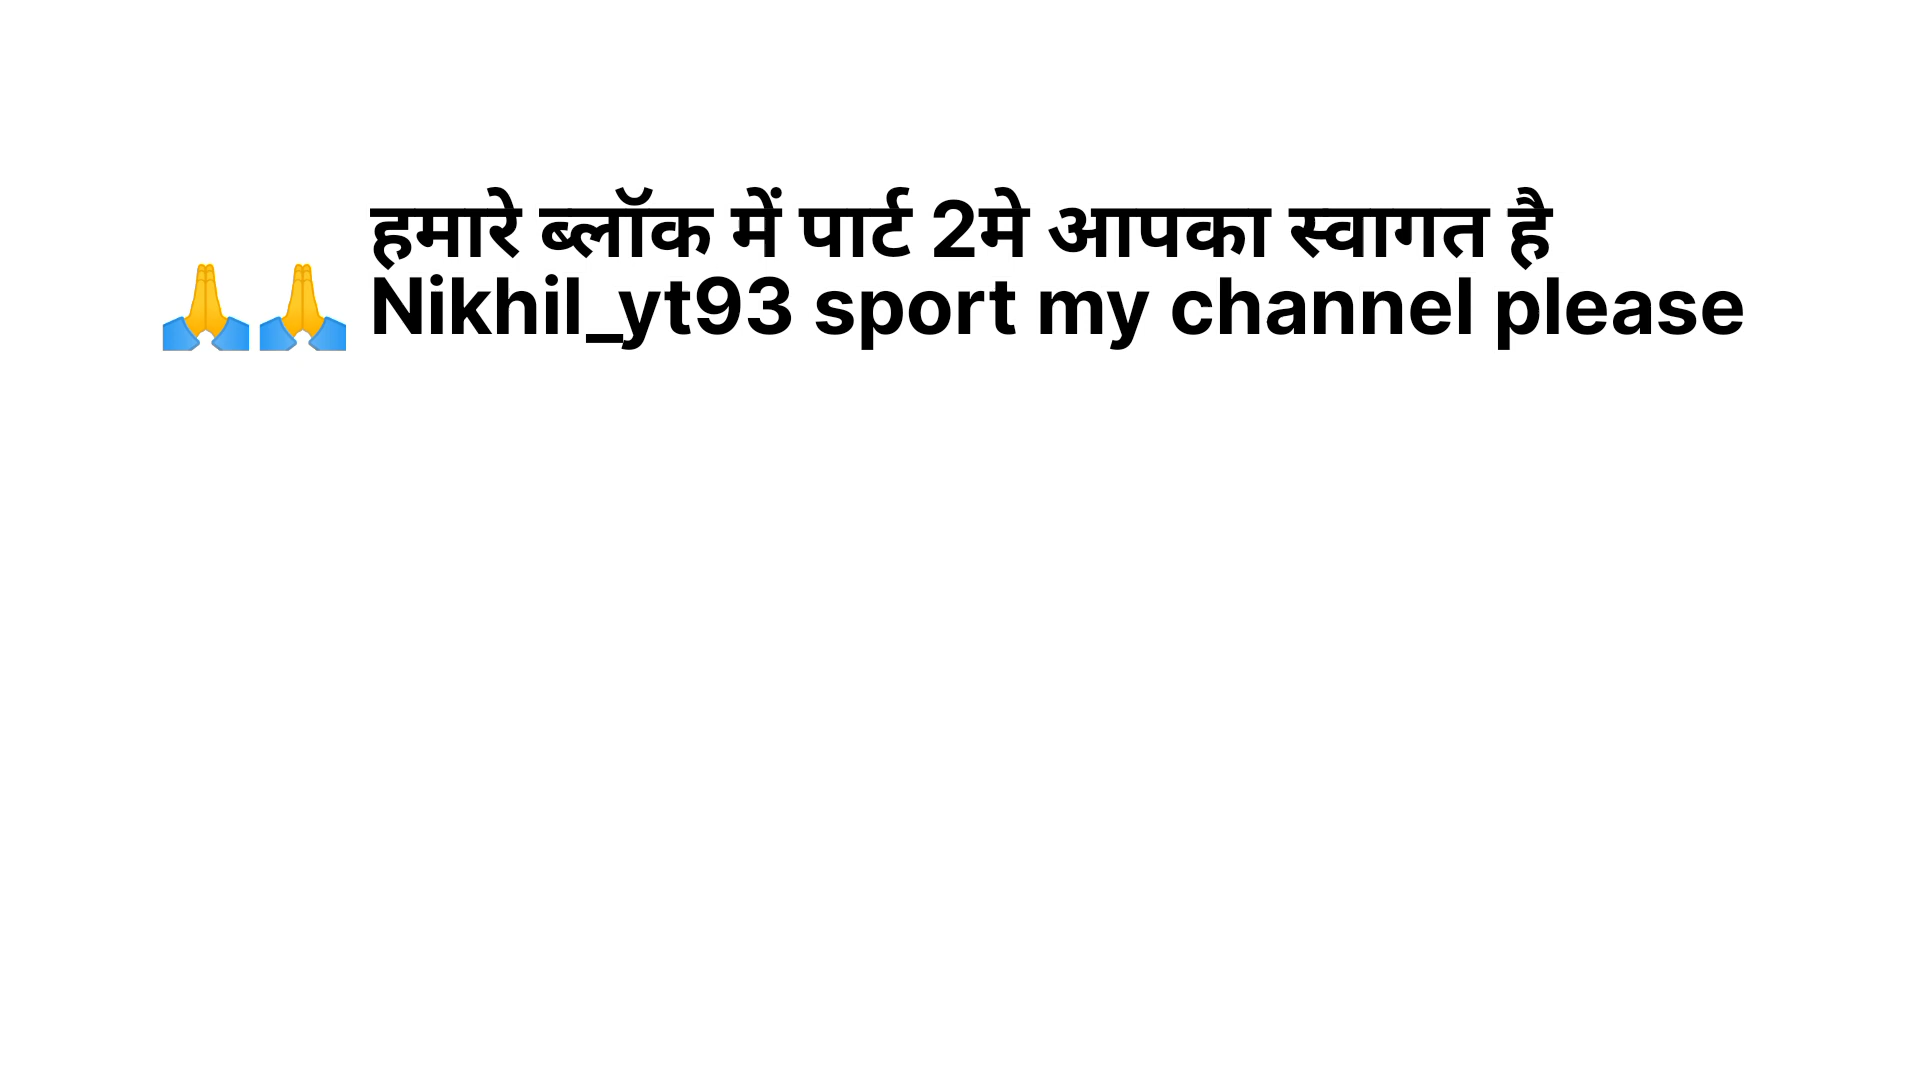 हमारे ब्लॉक में पार्ट 2मे आपका स्वागत है
🙏🙏 Nikhil_yt93 sport my channel please